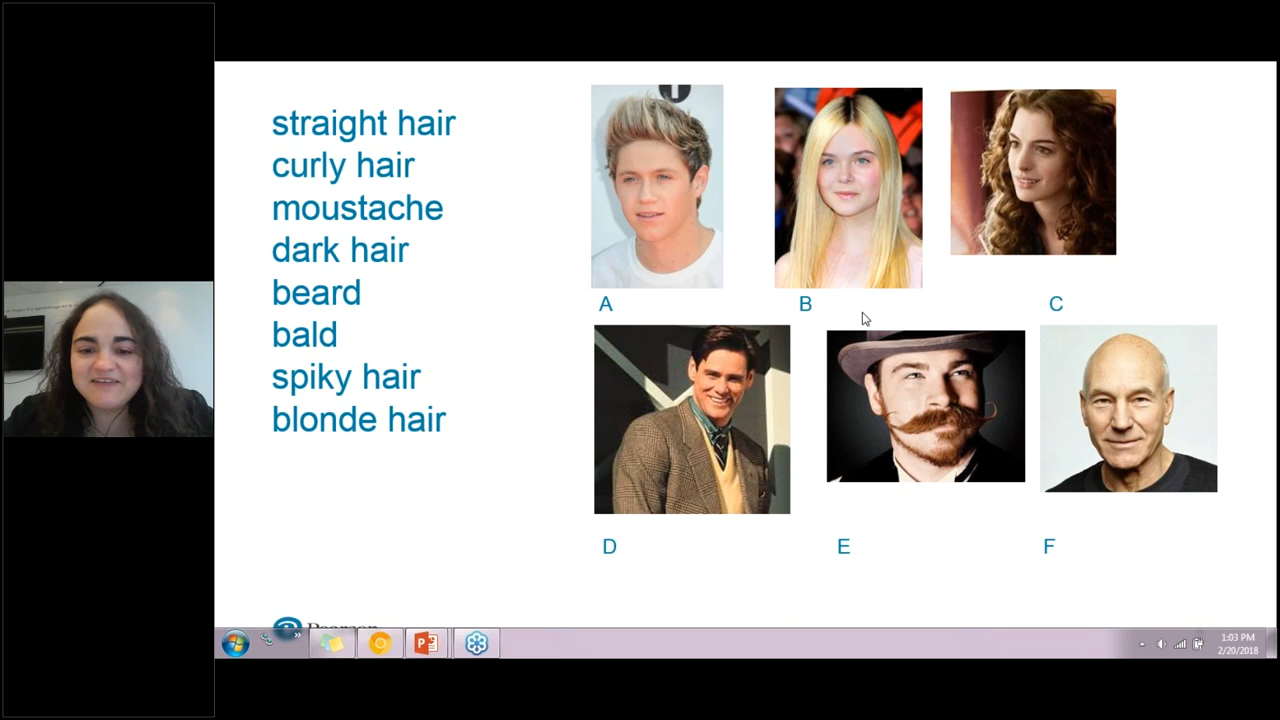 straight hair
curly hair
moustache
dark hair
beard
bald
spiky hair
blonde hair
A
B
C
D
E
F
Pearson
1:03 PM
2/20/2018